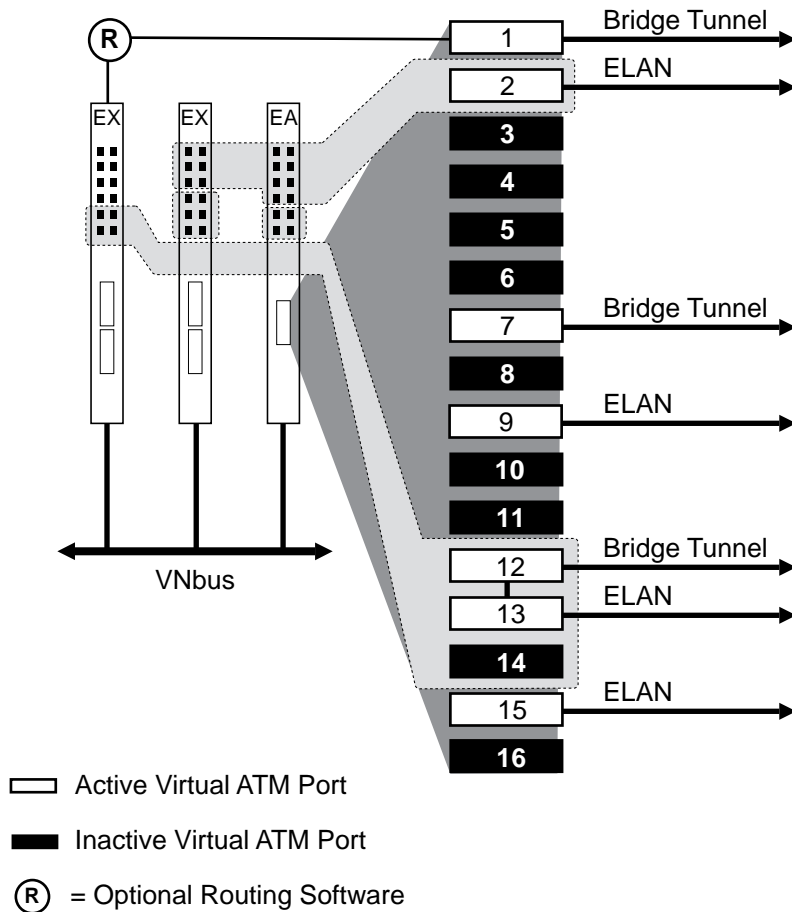 R
1
Bridge Tunnel
2
ELAN
EX
EX
EA
3
4
5
6
7
Bridge Tunnel
8
9
ELAN
10
11
12
Bridge Tunnel
13
ELAN
14
15
ELAN
16
VNbus
Active Virtual ATM Port
Inactive Virtual ATM Port
R = Optional Routing Software